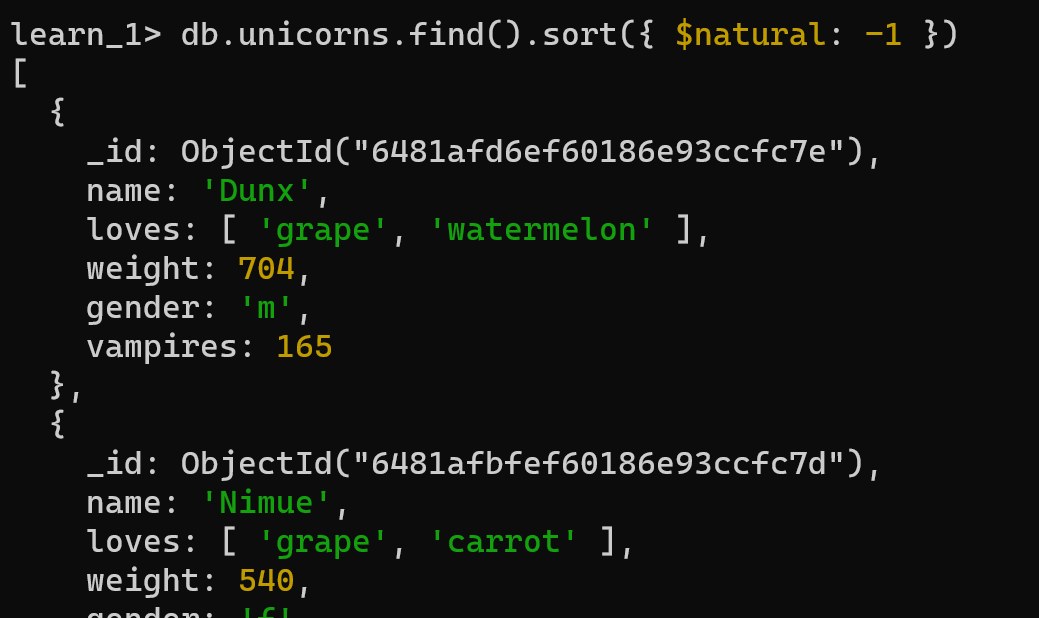 learn_1> db.unicorns.find().sort({ $natural: -1 })
[
  {
    _id: ObjectId("6481afd6ef60186e93ccfc7e"),
    name: 'Dunx',
    loves: [ 'grape', 'watermelon' ],
    weight: 704,
    gender: 'm',
    vampires: 165
  },
  {
    _id: ObjectId("6481afbfef60186e93ccfc7d"),
    name: 'Nimue',
    loves: [ 'grape', 'carrot' ],
    weight: 540,
    gender: 'f'